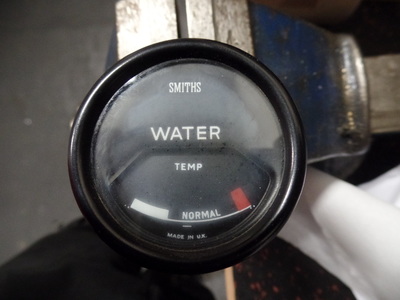 SMITHS
WATER
TEMP
NORMAL
MADE IN U.K.